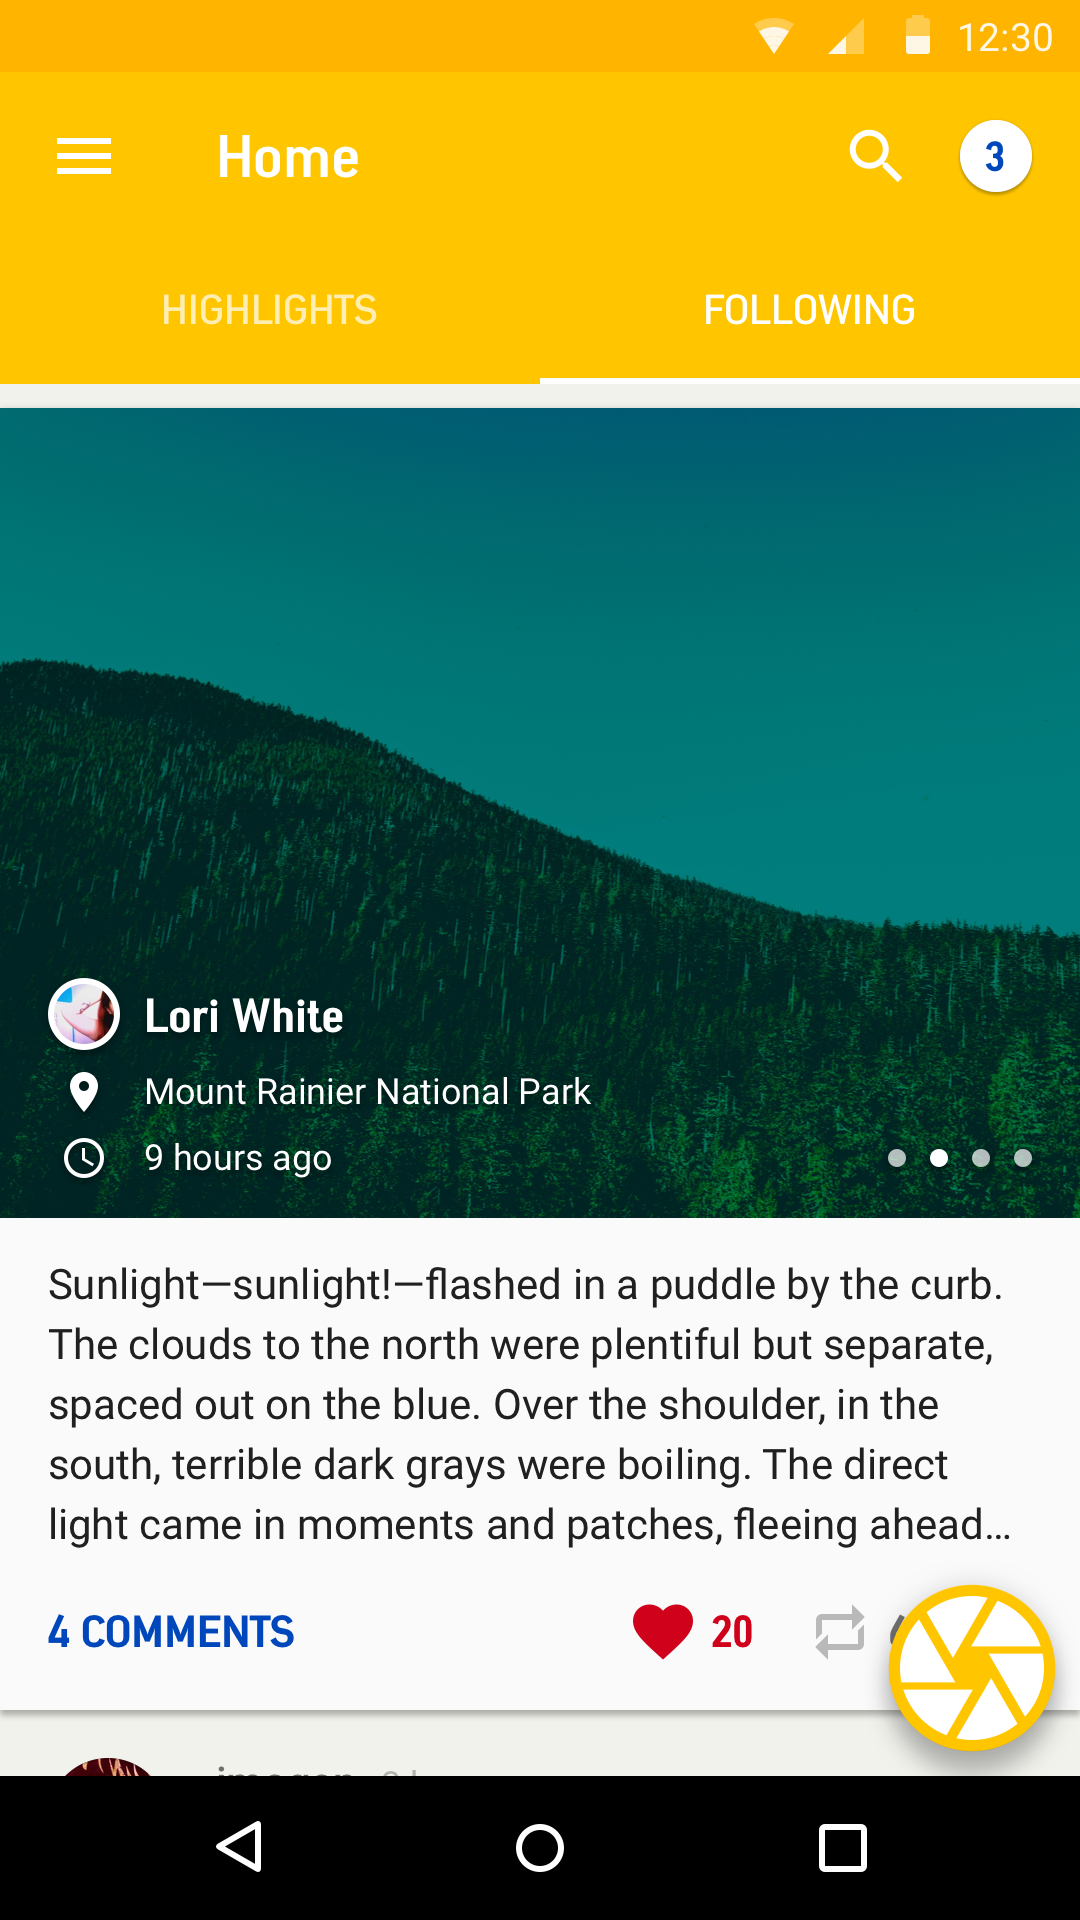 12:30
Home
3
HIGHLIGHTS
FOLLOWING
Lori White
Mount Rainier National Park
9 hours ago
Sunlight—sunlight!—flashed in a puddle by the curb.
The clouds to the north were plentiful but separate,
spaced out on the blue. Over the shoulder, in the
south, terrible dark grays were boiling. The direct
light came in moments and patches, fleeing ahead…
4 COMMENTS
20